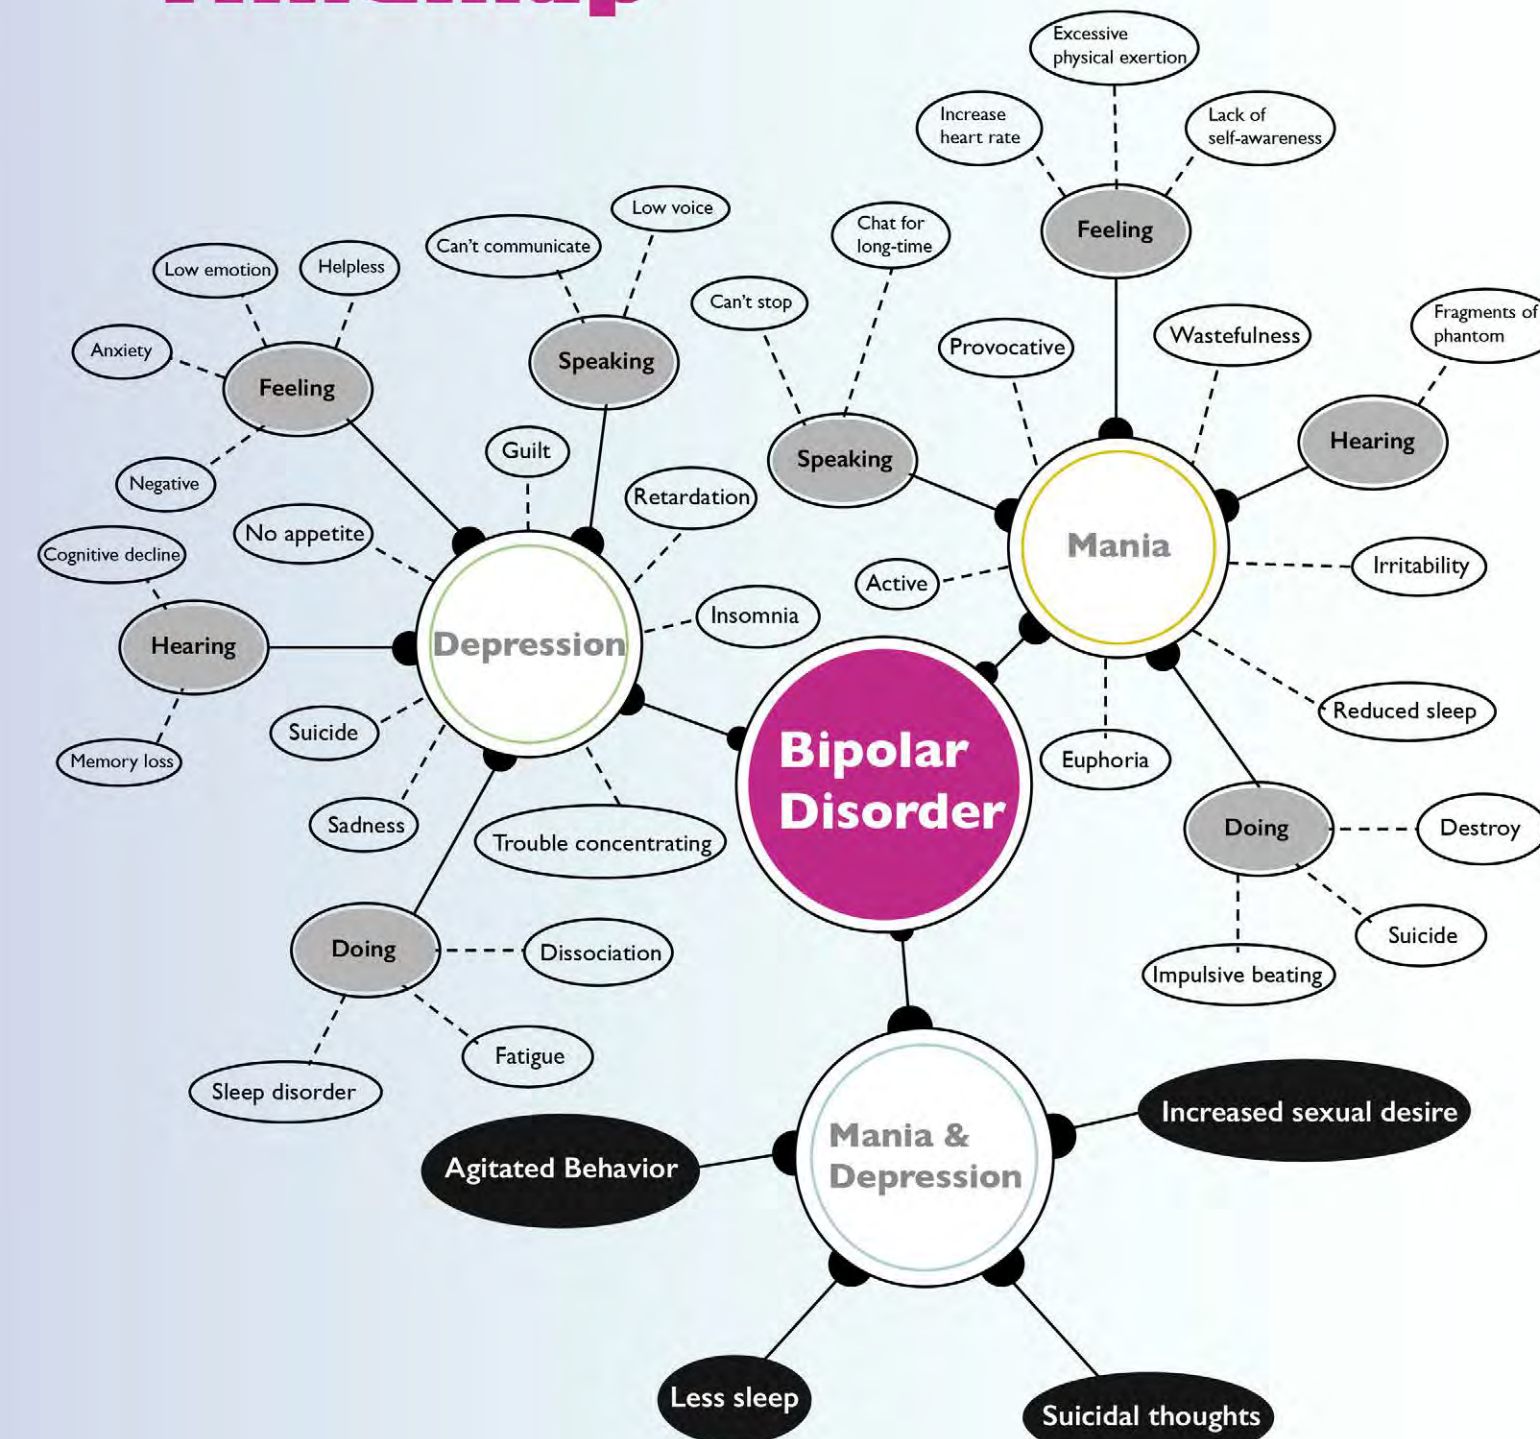 Excessive
physical exertion
Increase
heart rate
Lack of
self-awareness
Feeling
Low voice
Can't communicate
Chat for
long-time
Low emotion
Helpless
Can't stop
Speaking
Anxiety
Feeling
Provocative
Wastefulness
Fragments of
phantom
Guilt
Speaking
Hearing
Negative
Retardation
No appetite
Cognitive decline
Mania
Irritability
Active
Insomnia
Hearing
Depression
Reduced sleep
Suicide
Memory loss
Euphoria
Bipolar
Disorder
Sadness
Trouble concentrating
Doing
Destroy
Doing
Dissociation
Suicide
Impulsive beating
Fatigue
Sleep disorder
Increased sexual desire
Mania &
Depression
Agitated Behavior
Less sleep
Suicidal thoughts